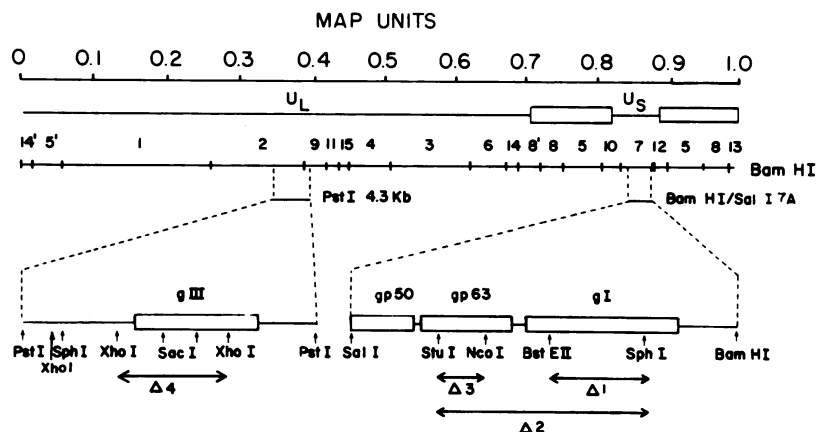 MAP UNITS
0 0.1 0.2 0.3 0.4 0.5 0.6 0.7 0.8 0.9 1.0
UL US
14' 5' 1 2 9 11 15 4 3 6 14 8' 8 5 10 7 12 5 8 13
Bam HI
Pst I 4.3 Kb
Bam HI/Sal I 7A
g III gp50 gp63 g I
Pst I Sph I Xho I Sac I Xho I Pst I Sal I Stu I Nco I Bst E II Sph I Bam HI
Xho I
Δ4 Δ3 Δ1
Δ2